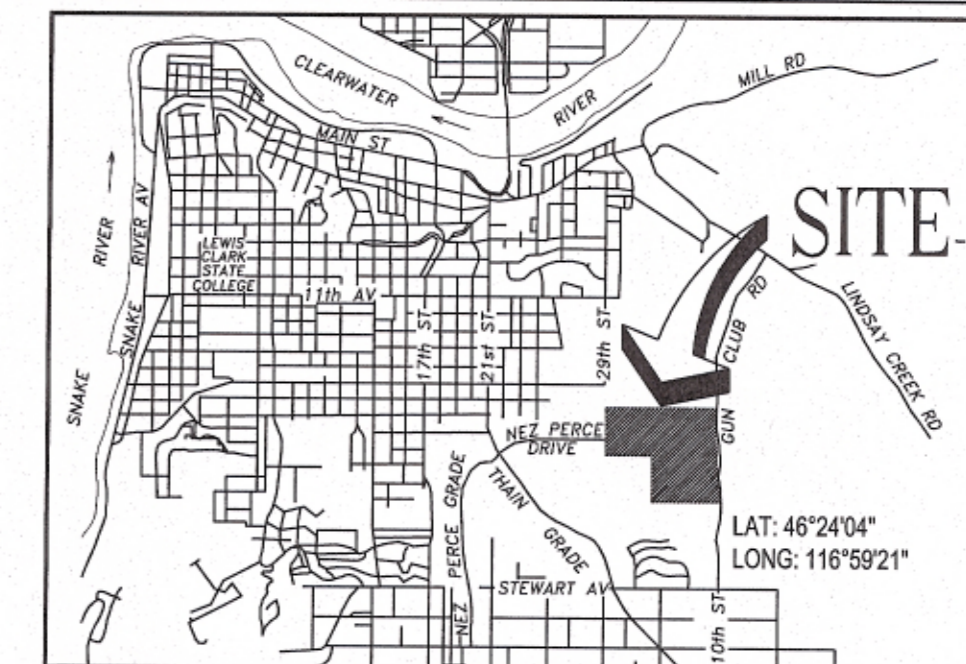 CLEARWATER
RIVER
MILL RD
MAIN ST
SITE
RIVER
RIVER AV
LEWIS
CLARK
STATE
COLLEGE
11th AV
17th ST
21st ST
29th ST
CLUB RD
LINDSAY CREEK RD
SNAKE
SNAKE
GUN
NEZ PERCE
DRIVE
NEZ PERCE GRADE
THAIN GRADE
LAT: 46°24'04"
LONG: 116°59'21"
STEWART AV
10th ST